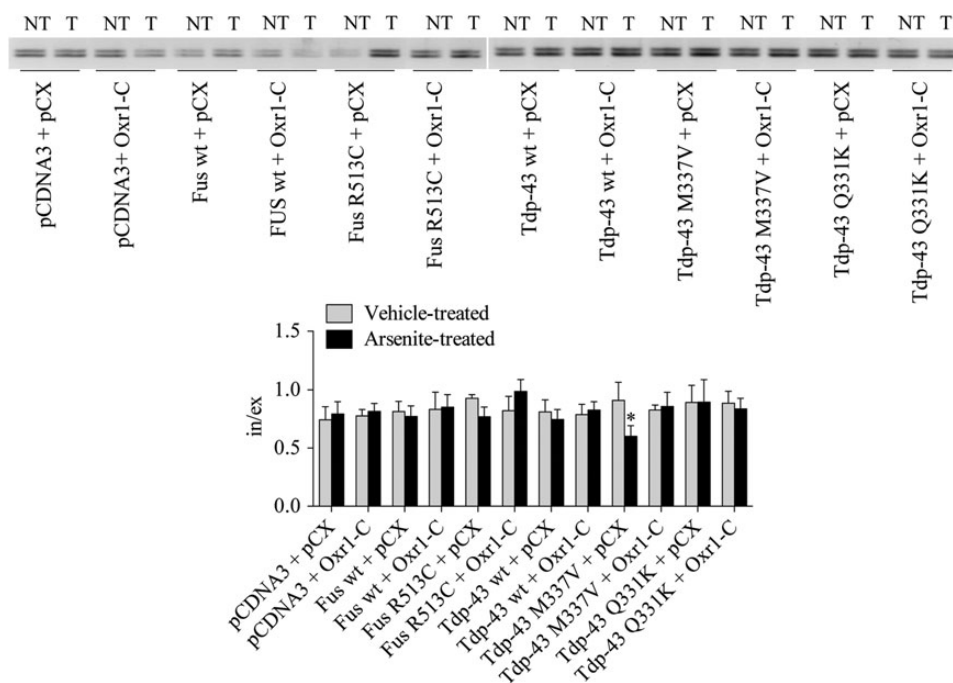 NT T NT T NT T NT T NT T NT T NT T NT T NT T NT T NT T NT T
pCDNA3 + pCX
pCDNA3+ Oxr1-C
Fus wt + pCX
FUS wt + Oxr1-C
Fus R513C + pCX
Fus R513C + Oxr1-C
Tdp-43 wt + pCX
Tdp-43 wt + Oxr1-C
Tdp-43 M337V + pCX
Tdp-43 M337V + Oxr1-C
Tdp-43 Q331K + pCX
Tdp-43 Q331K + Oxr1-C
Vehicle-treated
Arsenite-treated
1.5
1.0
0.5
0.0
in/ex
*
pCDNA3 + pCX
pCDNA3 + Oxr1-C
Fus wt + pCX
Fus wt + Oxr1-C
Fus R513C + pCX
Fus R513C + Oxr1-C
Tdp-43 wt + pCX
Tdp-43 wt + Oxr1-C
Tdp-43 M337V + pCX
Tdp-43 M337V + Oxr1-C
Tdp-43 Q331K + pCX
Tdp-43 Q331K + Oxr1-C